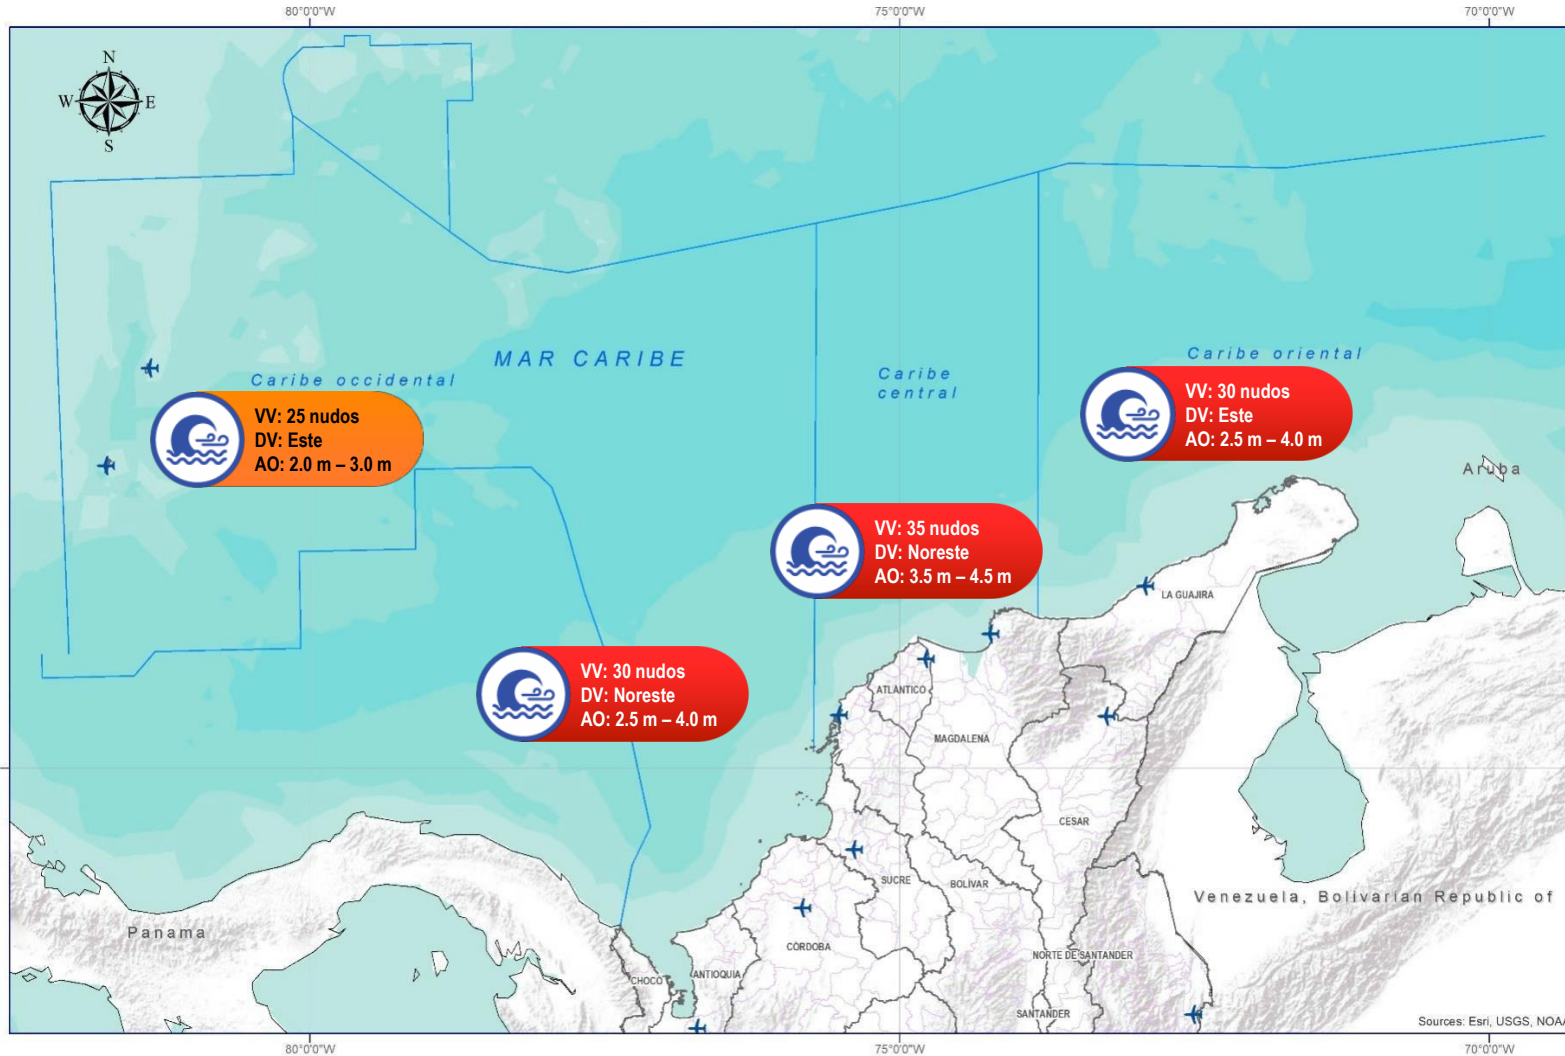 80°0'0"W
75°0'0"W
70°0'0"W
N
W
E
S
MAR CARIBE
Caribe occidental
Caribe
central
Caribe oriental
VV: 25 nudos
DV: Este
AO: 2.0 m – 3.0 m
VV: 30 nudos
DV: Este
AO: 2.5 m – 4.0 m
Aruba
VV: 35 nudos
DV: Noreste
AO: 3.5 m – 4.5 m
LA GUAJIRA
VV: 30 nudos
DV: Noreste
AO: 2.5 m – 4.0 m
ATLÁNTICO
MAGDALENA
CESAR
SUCRE
BOLÍVAR
Venezuela, Bolivarian Republic of
Panama
CÓRDOBA
NORTE DE SANTANDER
CHOCÓ
ANTIOQUIA
SANTANDER
Sources: Esri, USGS, NOAA
80°0'0"W
75°0'0"W
70°0'0"W